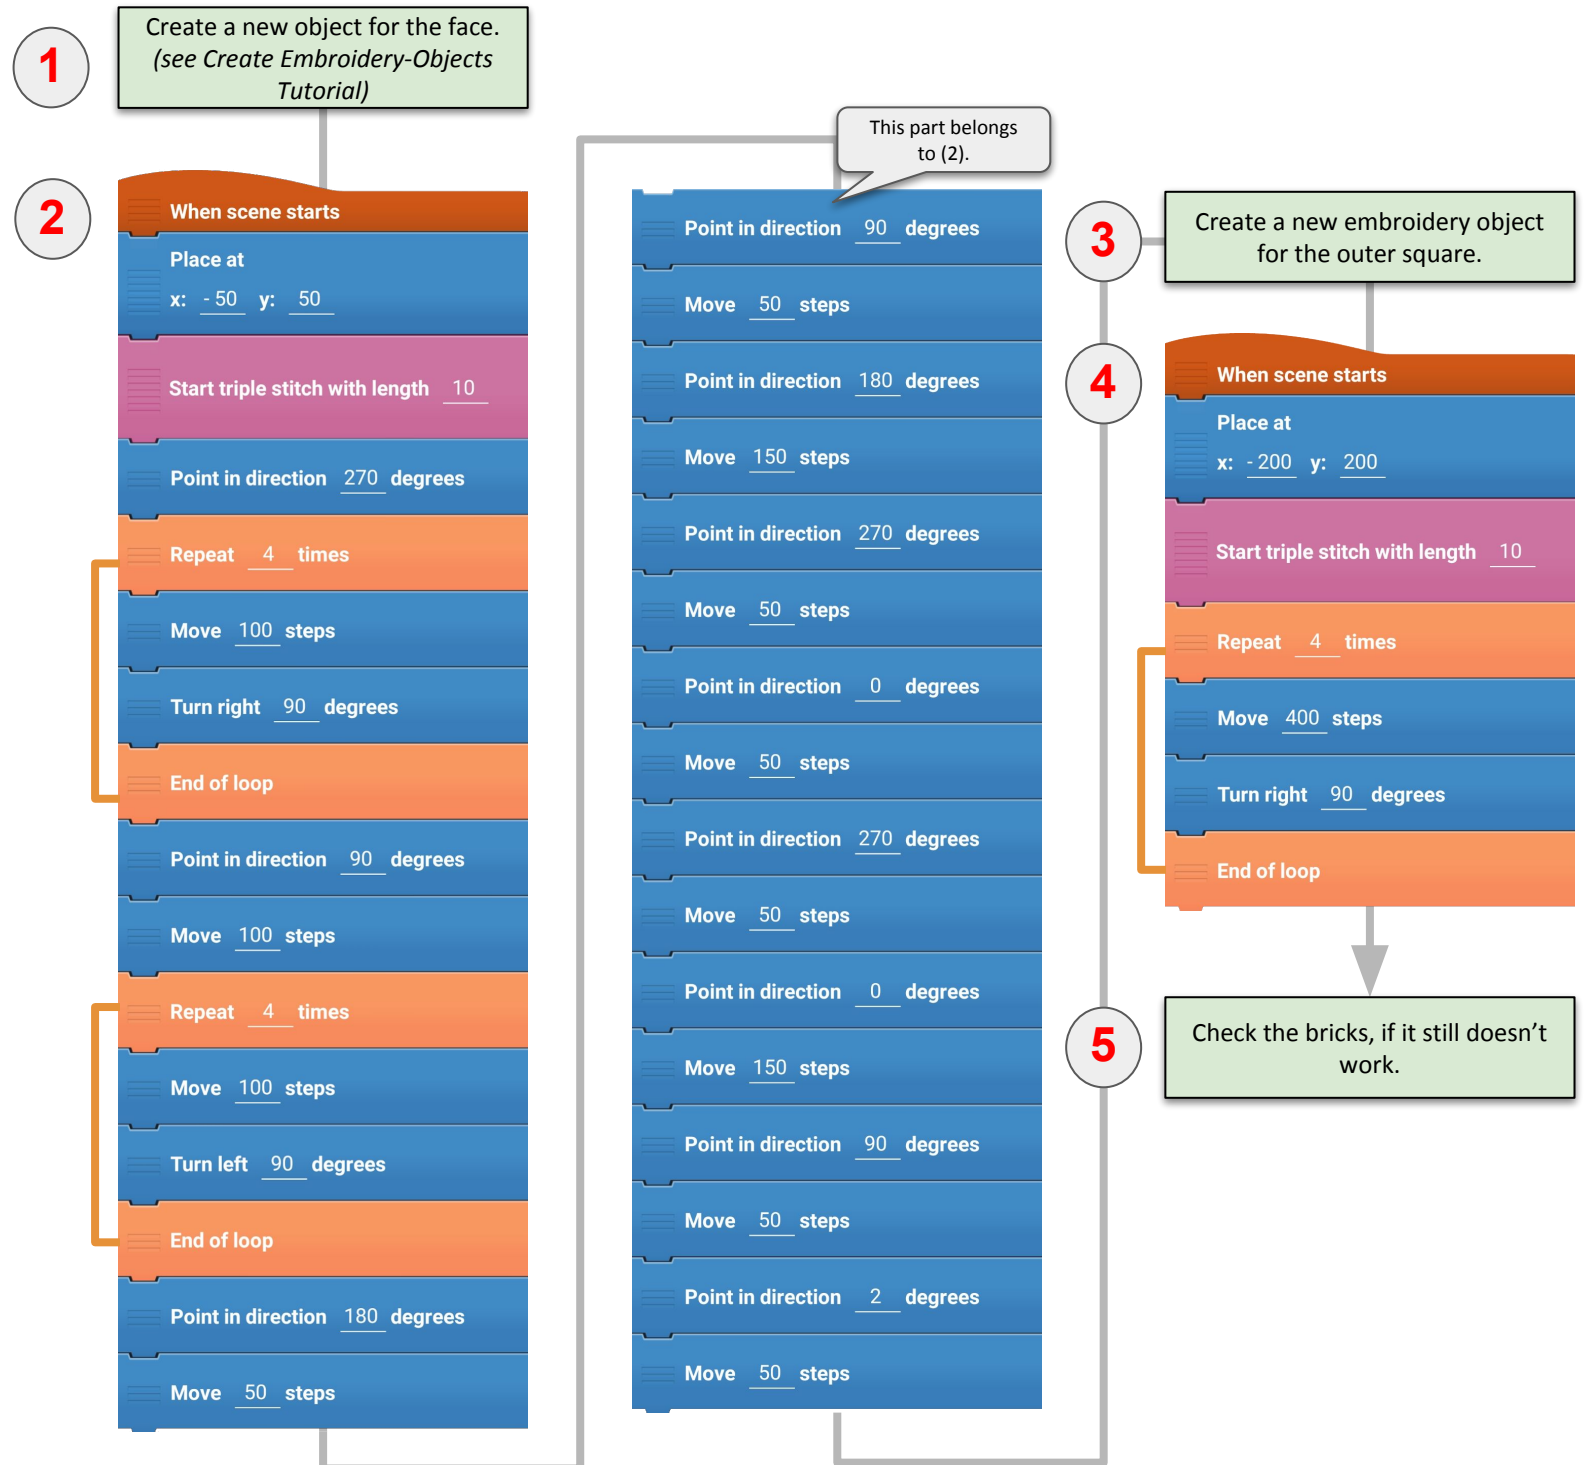 1
Create a new object for the face.
(see Create Embroidery-Objects
Tutorial)
2
When scene starts
Place at
x: - 50 y: 50
Start triple stitch with length 10
Point in direction 270 degrees
Repeat 4 times
Move 100 steps
Turn right 90 degrees
End of loop
Point in direction 90 degrees
Move 100 steps
Repeat 4 times
Move 100 steps
Turn left 90 degrees
End of loop
Point in direction 180 degrees
Move 50 steps
This part belongs
to (2).
Point in direction 90 degrees
Move 50 steps
Point in direction 180 degrees
Move 150 steps
Point in direction 270 degrees
Move 50 steps
Point in direction 0 degrees
Move 50 steps
Point in direction 270 degrees
Move 50 steps
Point in direction 0 degrees
Move 150 steps
Point in direction 90 degrees
Move 50 steps
Point in direction 2 degrees
Move 50 steps
3
Create a new embroidery object
for the outer square.
4
When scene starts
Place at
x: - 200 y: 200
Start triple stitch with length 10
Repeat 4 times
Move 400 steps
Turn right 90 degrees
End of loop
5
Check the bricks, if it still doesn't
work.